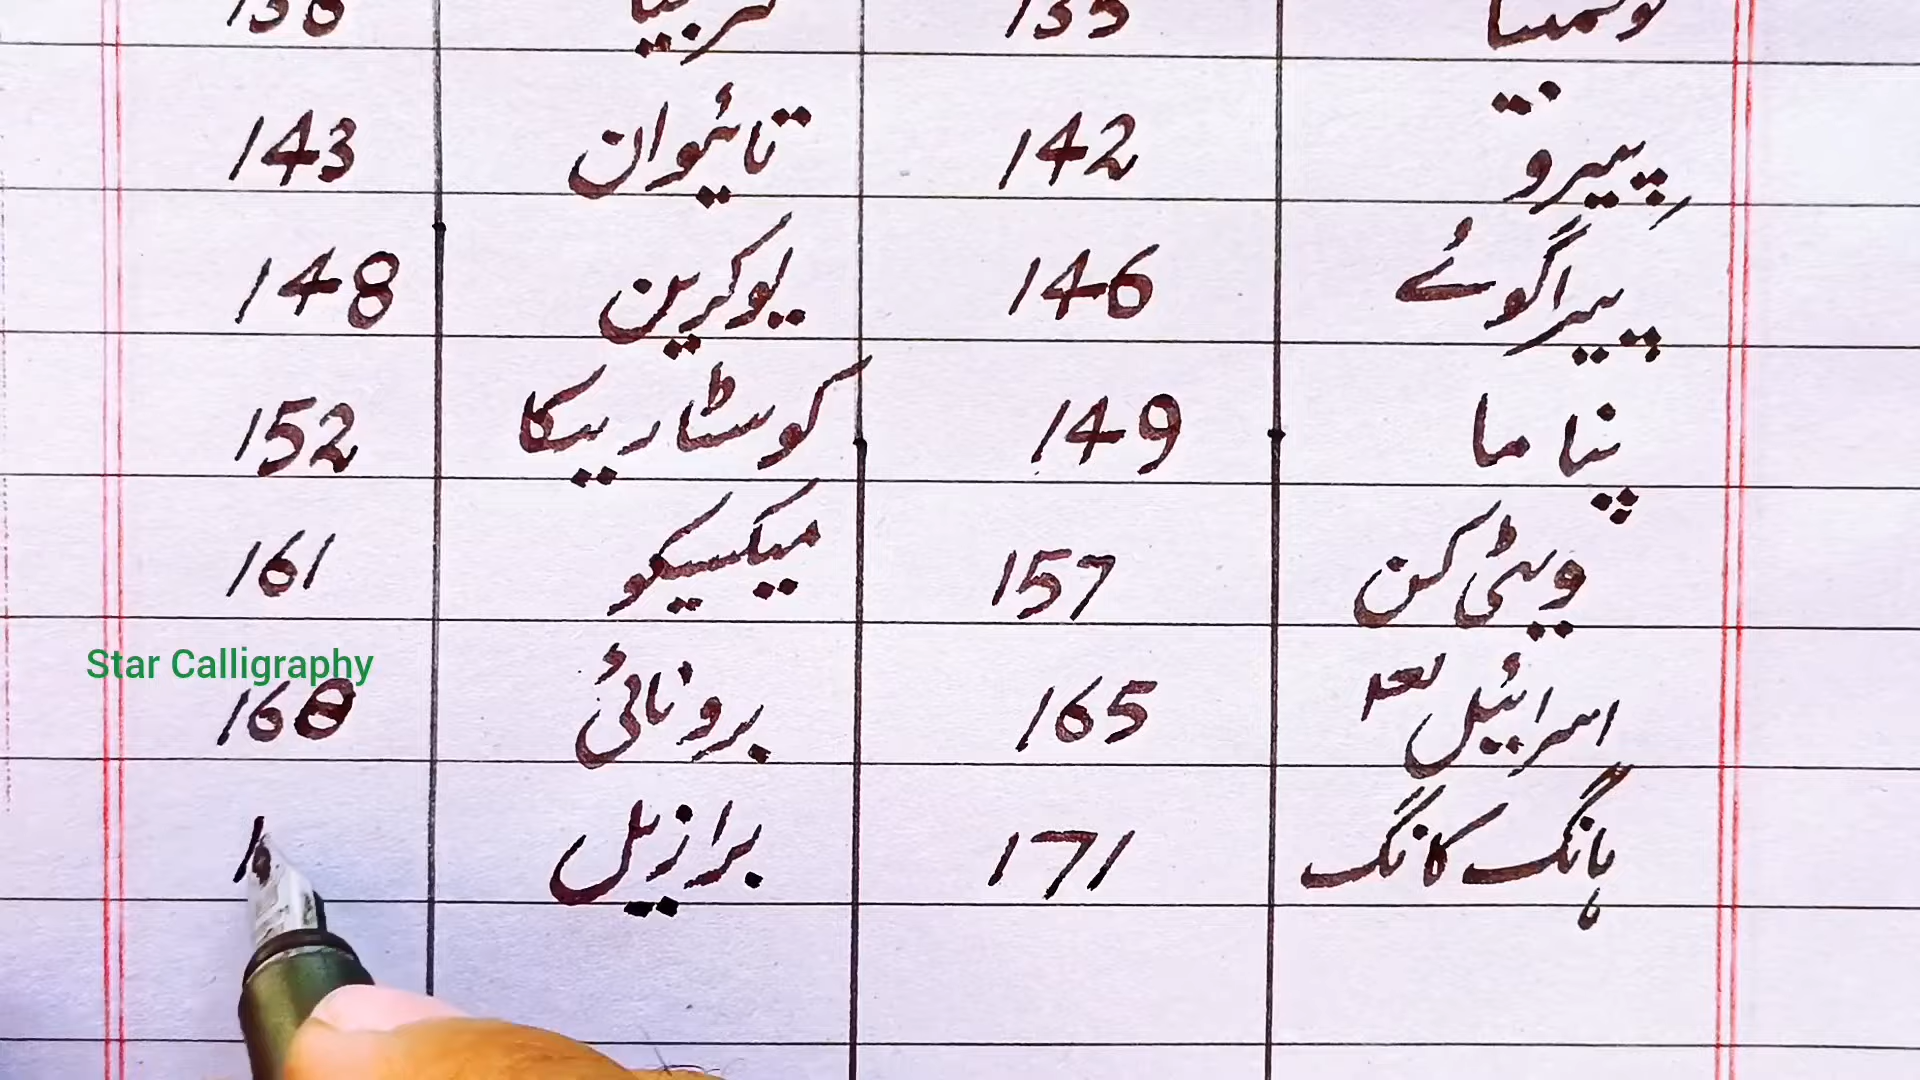 پیرو 142 تائیوان 143
پیراگوئے 146 یوکرین 148
پناما 149 کوسٹاریکا 152
ویٹی کن 157 میکسیکو 161
اسرائیل 165 برونائی 168
ہانگ کانگ 171 برازیل
Star Calligraphy